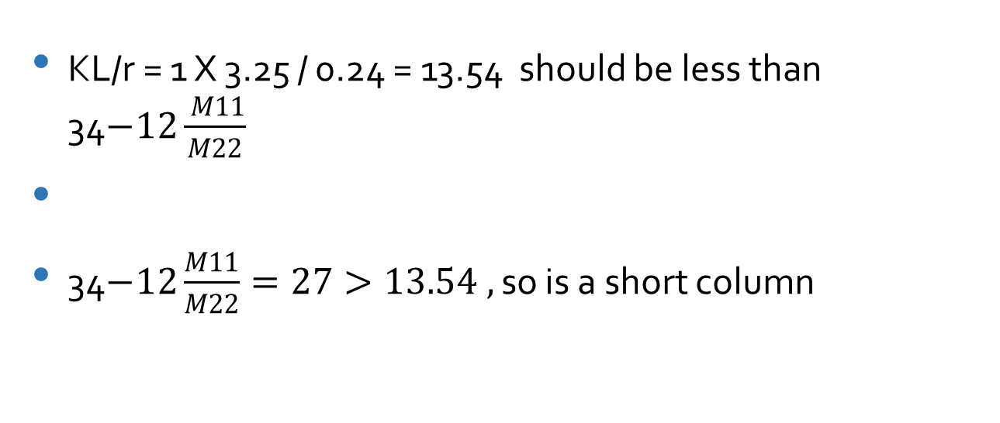 • KL/r = 1 X 3.25 / 0.24 = 13.54 should be less than
34−12 M11/M22
•
• 34−12 M11/M22 = 27 > 13.54 , so is a short column